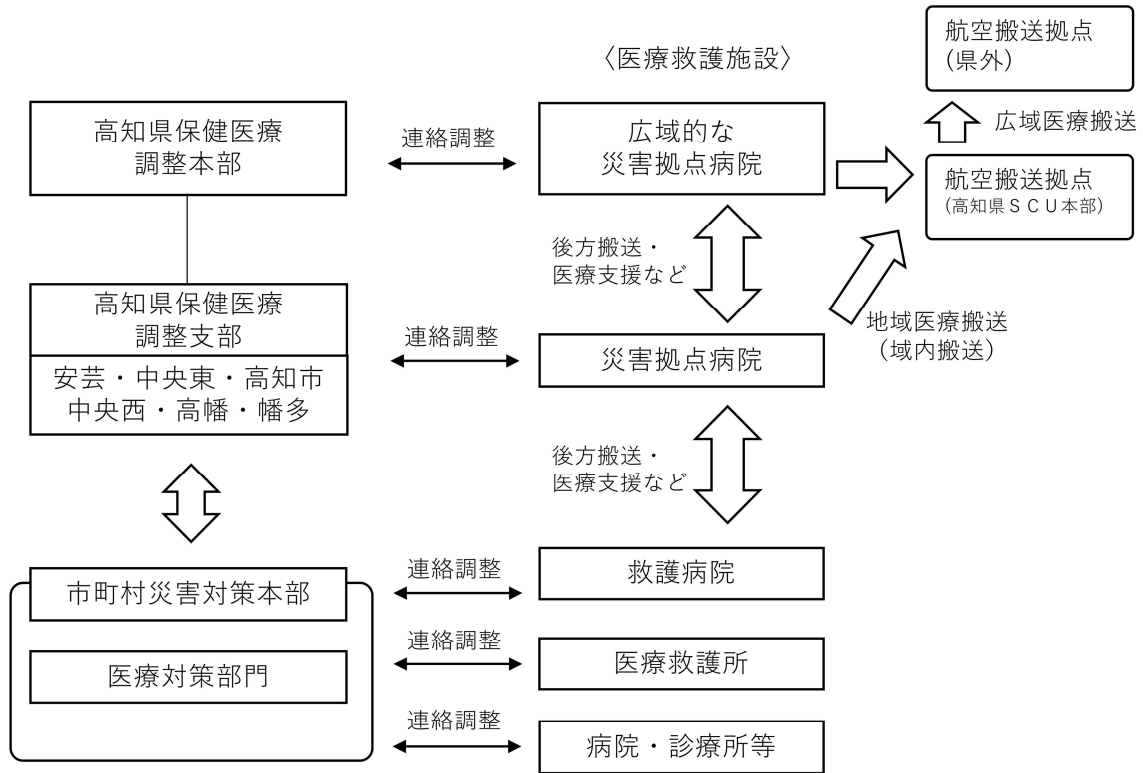 航空搬送拠点
(県外)
〈医療救護施設〉
広域医療搬送
高知県保健医療
調整本部
連絡調整
広域的な
災害拠点病院
航空搬送拠点
(高知県ＳＣＵ本部)
後方搬送・
医療支援など
地域医療搬送
（域内搬送）
高知県保健医療
調整支部
安芸・中央東・高知市
中央西・高幡・幡多
連絡調整
災害拠点病院
後方搬送・
医療支援など
市町村災害対策本部
連絡調整
救護病院
医療対策部門
連絡調整
医療救護所
連絡調整
病院・診療所等